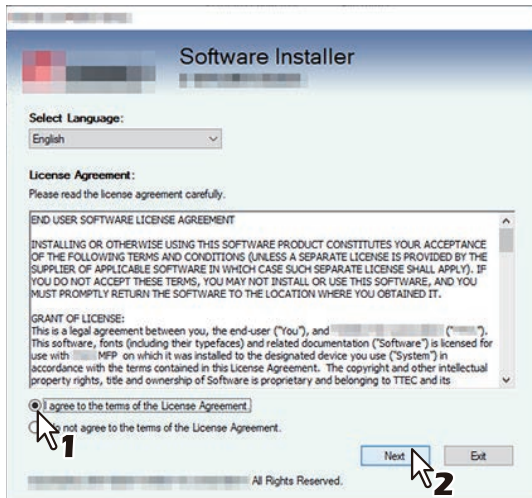 Software Installer
Select Language:
English
License Agreement:
Please read the license agreement carefully.
END USER SOFTWARE LICENSE AGREEMENT
INSTALLING OR OTHERWISE USING THIS SOFTWARE PRODUCT CONSTITUTES YOUR ACCEPTANCE
OF THE FOLLOWING TERMS AND CONDITIONS (UNLESS A SEPARATE LICENSE IS PROVIDED BY THE
SUPPLIER OF APPLICABLE SOFTWARE IN WHICH CASE SUCH SEPARATE LICENSE SHALL APPLY). IF
YOU DO NOT ACCEPT THESE TERMS, YOU MAY NOT INSTALL OR USE THIS SOFTWARE, AND YOU
MUST PROMPTLY RETURN THE SOFTWARE TO THE LOCATION WHERE YOU OBTAINED IT.
GRANT OF LICENSE:
This is a legal agreement between you, the end-user ("You"), and ("").
This software, fonts (including their typefaces) and related documentation ("Software") is licensed for
use with MFP on which it was installed to the designated device you use ("System") in
accordance with the terms contained in this License Agreement. The copyright and other intellectual
property rights, title and ownership of Software is proprietary and belonging to TTEC and its
I agree to the terms of the License Agreement.
do not agree to the terms of the License Agreement.
1
Next
Exit
2
All Rights Reserved.